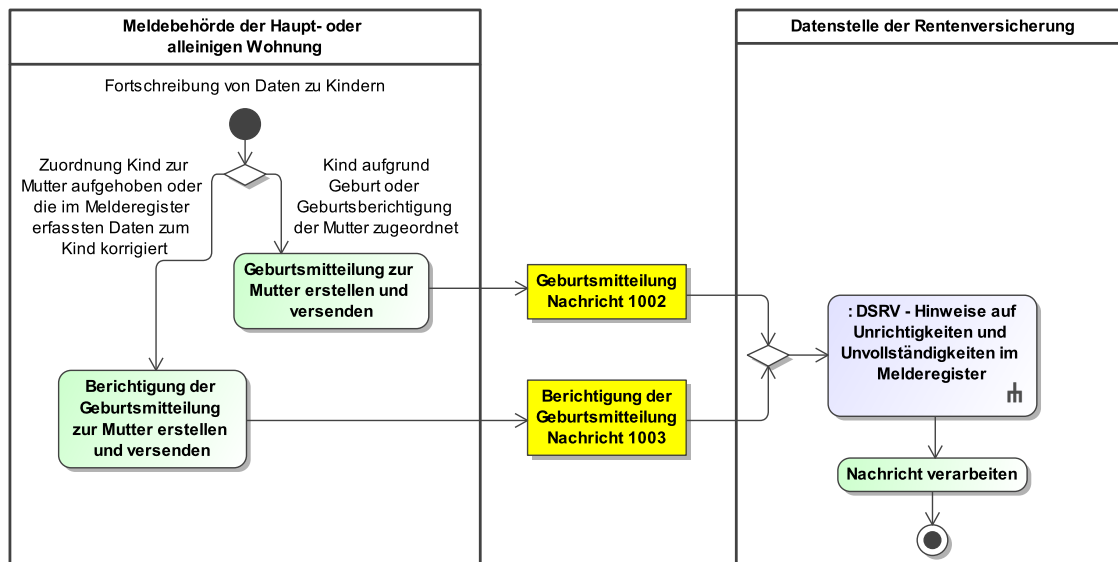 Meldebehörde der Haupt- oder
alleinigen Wohnung
Fortschreibung von Daten zu Kindern
Zuordnung Kind zur
Mutter aufgehoben oder
die im Melderegister
erfassten Daten zum
Kind korrigiert
Kind aufgrund
Geburt oder
Geburtsberichtigung
der Mutter zugeordnet
Geburtsmitteilung zur
Mutter erstellen und
versenden
Berichtigung der
Geburtsmitteilung
zur Mutter erstellen
und versenden
Geburtsmitteilung
Nachricht 1002
Berichtigung der
Geburtsmitteilung
Nachricht 1003
Datenstelle der Rentenversicherung
: DSRV - Hinweise auf
Unrichtigkeiten und
Unvollständigkeiten im
Melderegister
Nachricht verarbeiten